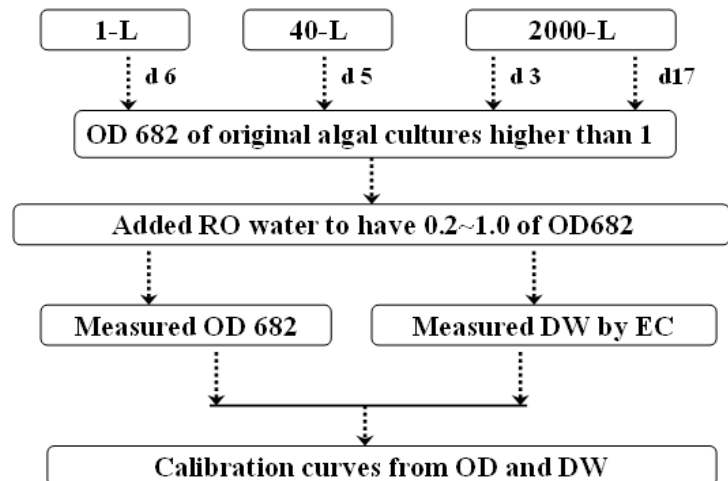 1-L 40-L 2000-L
d 6 d 5 d 3 d17
OD 682 of original algal cultures higher than 1
Added RO water to have 0.2~1.0 of OD682
Measured OD 682 Measured DW by EC
Calibration curves from OD and DW